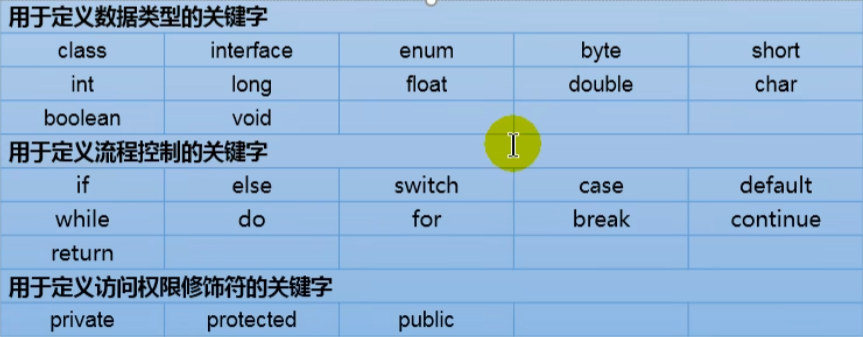 用于定义数据类型的关键字
class interface enum byte short
int long float double char
boolean void
用于定义流程控制的关键字
if else switch case default
while do for break continue
return
用于定义访问权限修饰符的关键字
private protected public